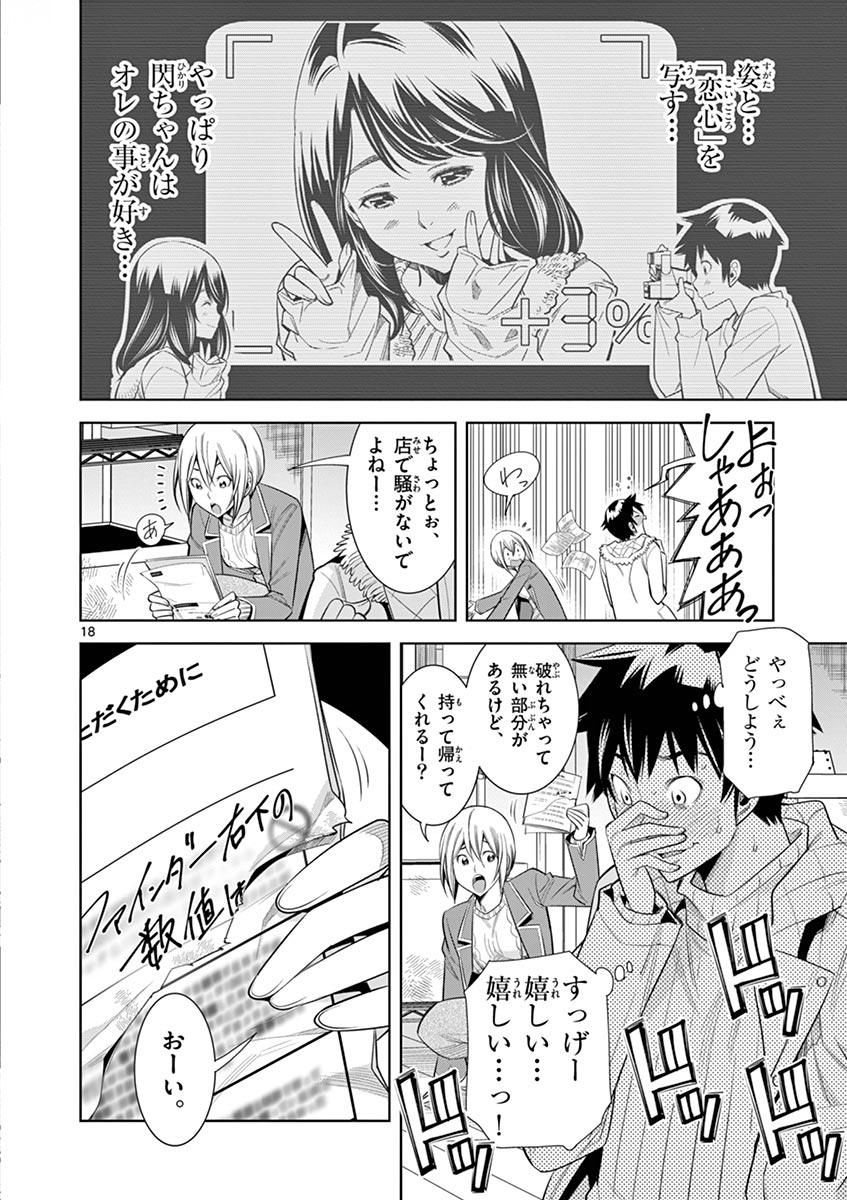 姿と…
『恋心』を
写す…
やっぱり
閃ちゃんは
オレの事が好き…
+3%
よぉっ
しゃあああっ
わっ
ちょっとぉ、
店で騒がないで
よねー…
あ
18
やっべぇ
どうしよう…
破れちゃって
無い部分が
あるけど、
持って帰って
くれるー?
すっげー
嬉しい…
嬉しい…っ!
ドッ
ドッ
ドッ
ドッ
ただくために
ファインダー右下の
数値は
おーい。